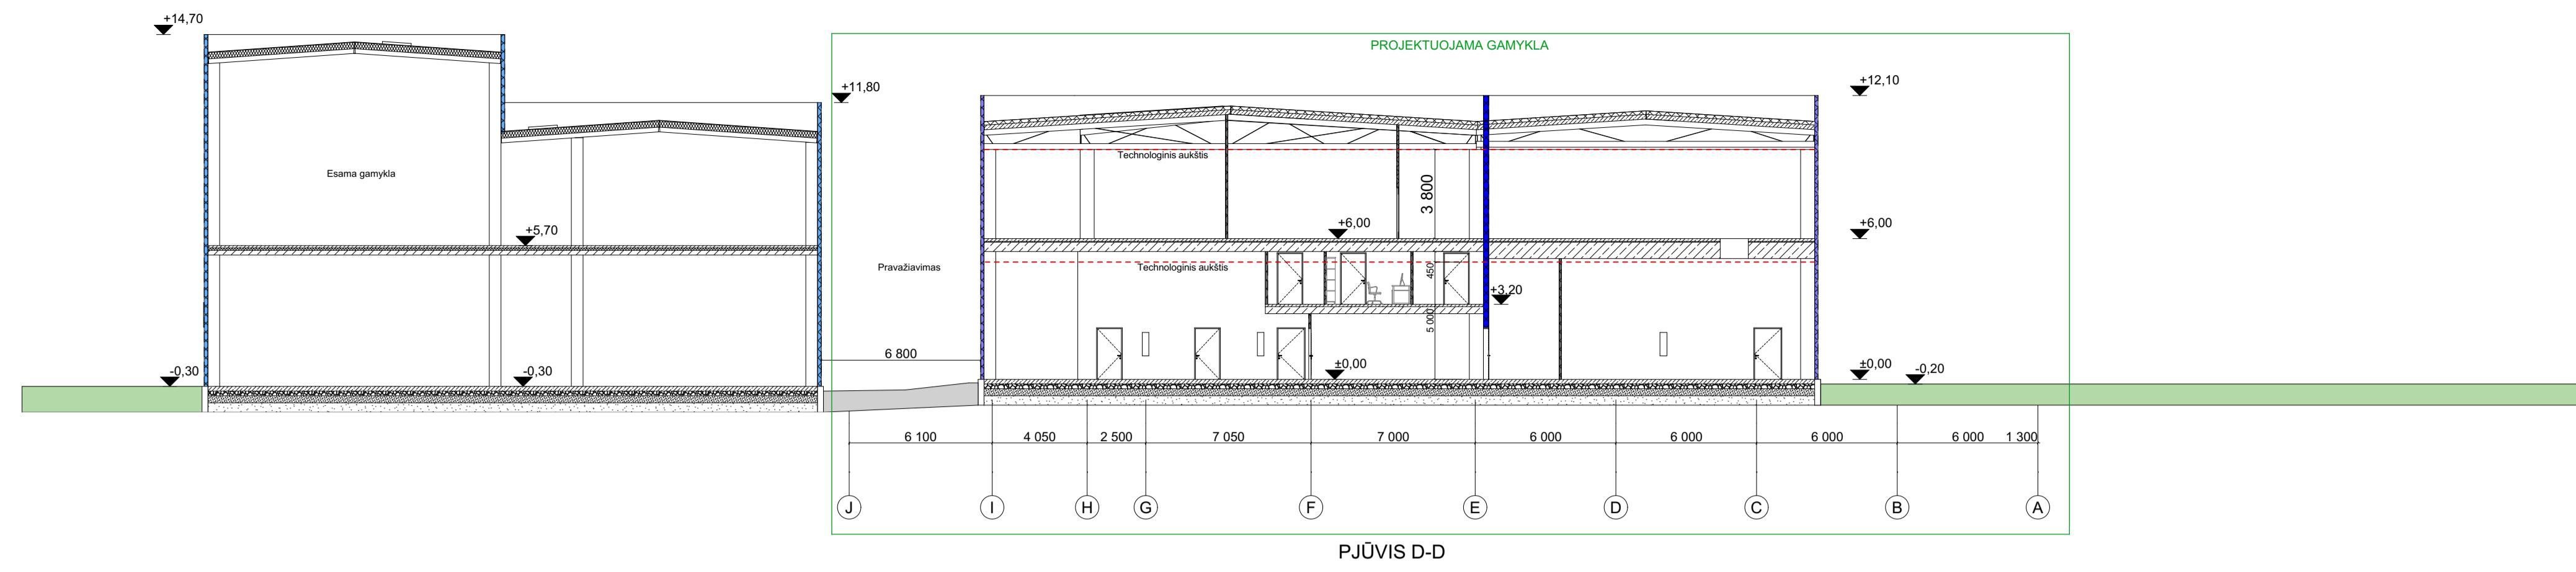 +14,70
PROJEKTUOJAMA GAMYKLA
+11,80
+12,10
Technologinis aukštis
Esama gamykla
3 800
+5,70
+6,00
+6,00
Pravažiavimas
Technologinis aukštis
450
+3,20
5 000
6 800
-0,30
-0,30
±0,00
±0,00
-0,20
6 100
4 050
2 500
7 050
7 000
6 000
6 000
6 000
6 000
1 300
J
I
H
G
F
E
D
C
B
A
PJŪVIS D-D